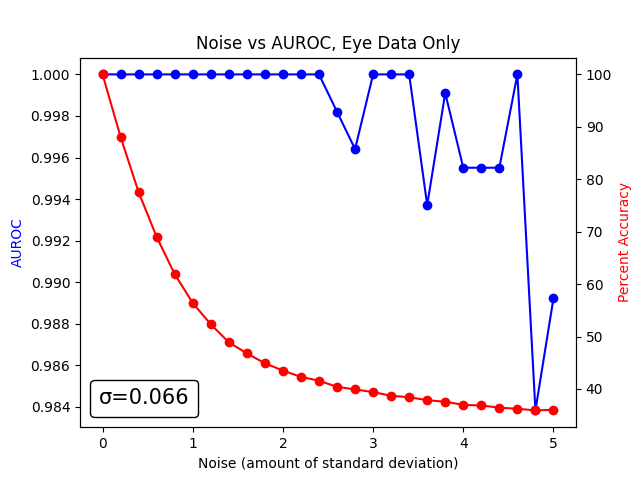 Noise vs AUROC, Eye Data Only
AUROC
1.000
0.998
0.996
0.994
0.992
0.990
0.988
0.986
0.984
100
90
80
70
60
50
40
Percent Accuracy
σ=0.066
0 1 2 3 4 5
Noise (amount of standard deviation)